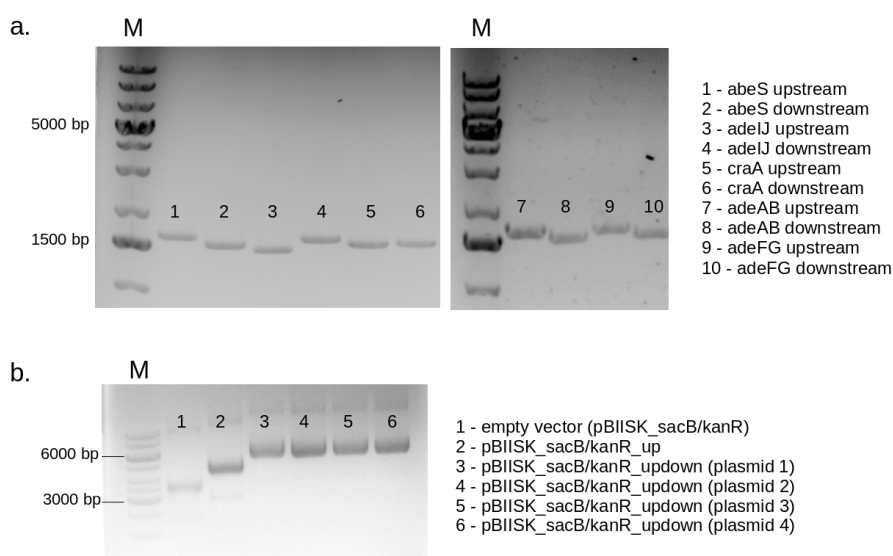 a.
M
M
5000 bp
1500 bp
1
2
3
4
5
6
7
8
9
10
1 - abeS upstream
2 - abeS downstream
3 - adeIJ upstream
4 - adeIJ downstream
5 - craA upstream
6 - craA downstream
7 - adeAB upstream
8 - adeAB downstream
9 - adeFG upstream
10 - adeFG downstream
b.
M
6000 bp
3000 bp
1
2
3
4
5
6
1 - empty vector (pBIISK_sacB/kanR)
2 - pBIISK_sacB/kanR_up
3 - pBIISK_sacB/kanR_updown (plasmid 1)
4 - pBIISK_sacB/kanR_updown (plasmid 2)
5 - pBIISK_sacB/kanR_updown (plasmid 3)
6 - pBIISK_sacB/kanR_updown (plasmid 4)